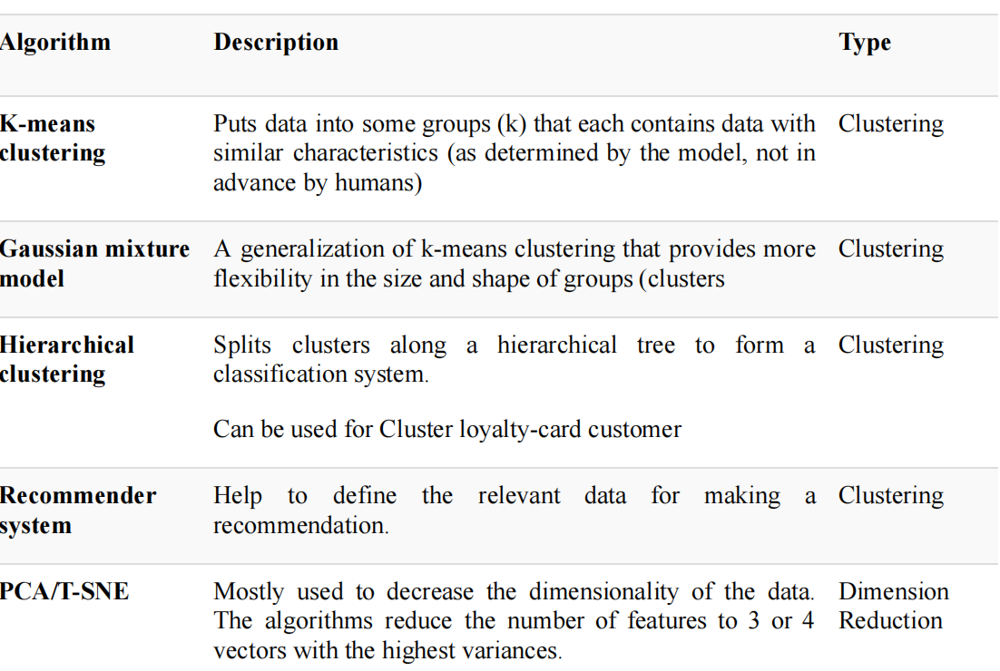 Algorithm Description Type
K-means Puts data into some groups (k) that each contains data with Clustering
clustering similar characteristics (as determined by the model, not in
advance by humans)
Gaussian mixture A generalization of k-means clustering that provides more Clustering
model flexibility in the size and shape of groups (clusters
Hierarchical Splits clusters along a hierarchical tree to form a Clustering
clustering classification system.
Can be used for Cluster loyalty-card customer
Recommender Help to define the relevant data for making a Clustering
system recommendation.
PCA/T-SNE Mostly used to decrease the dimensionality of the data. Dimension
The algorithms reduce the number of features to 3 or 4 Reduction
vectors with the highest variances.